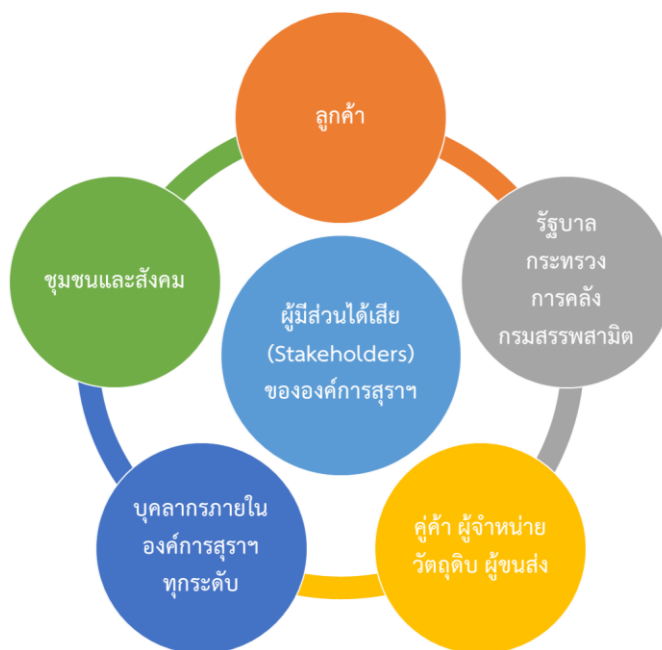 ลูกค้า
รัฐบาล
กระทรวง
การคลัง
กรมสรรพสามิต
ชุมชนและสังคม
ผู้มีส่วนได้เสีย
(Stakeholders)
ขององค์การสุราฯ
บุคลากรภายใน
องค์การสุราฯ
ทุกระดับ
คู่ค้า ผู้จำหน่าย
วัตถุดิบ ผู้ขนส่ง